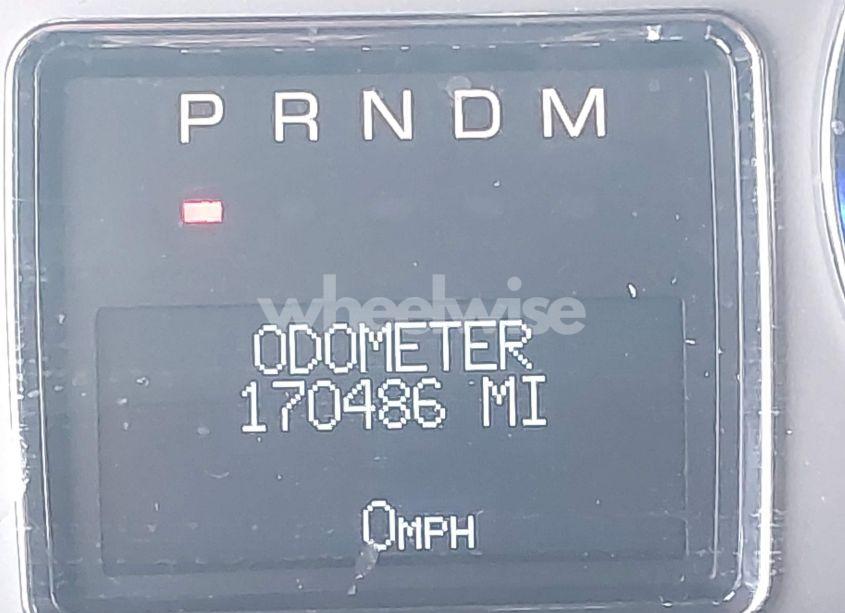 P R N D M
wheelwise
ODOMETER
170486 MI
0MPH